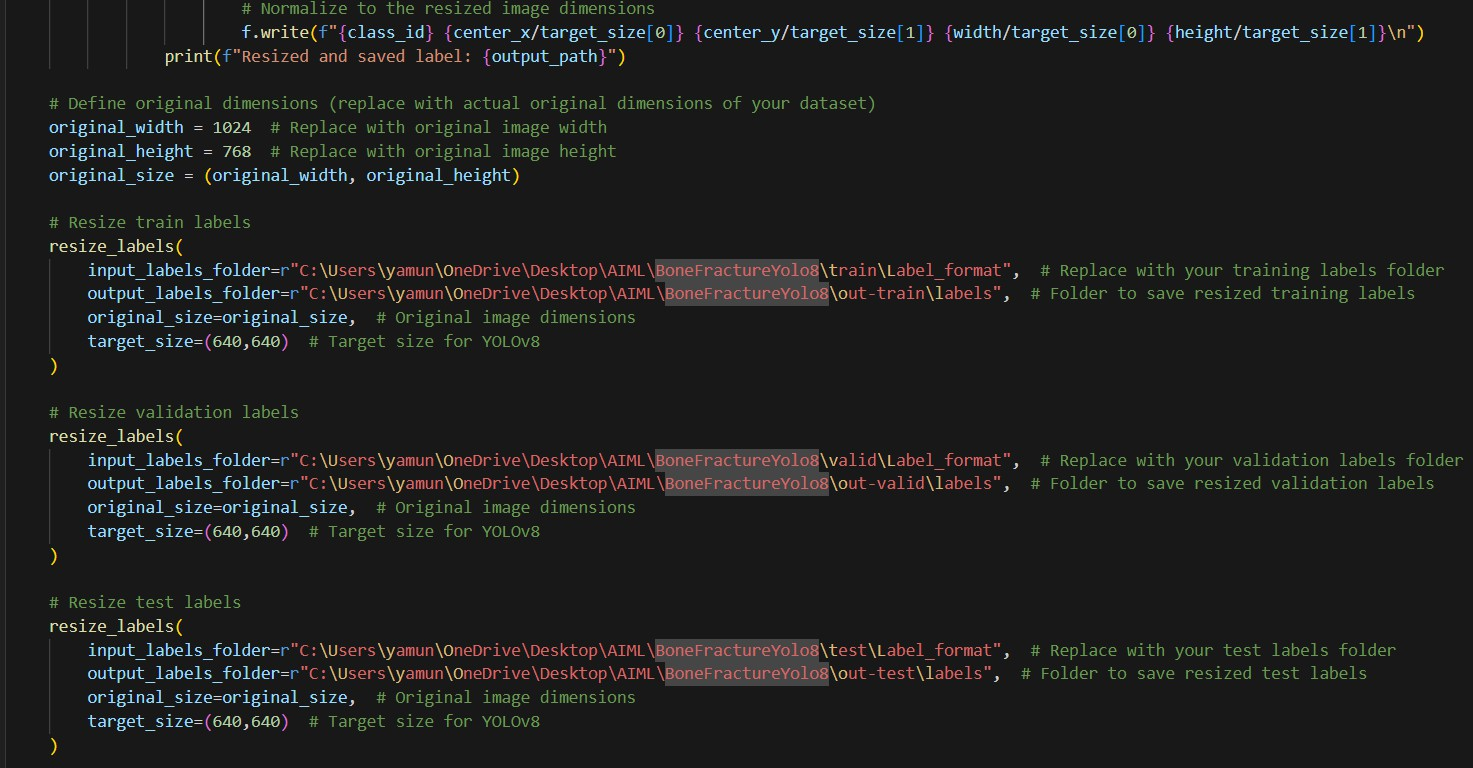 # Normalize to the resized image dimensions
f.write(f"{class_id} {center_x/target_size[0]} {center_y/target_size[1]} {width/target_size[0]} {height/target_size[1]}\n")
print(f"Resized and saved label: {output_path}")
# Define original dimensions (replace with actual original dimensions of your dataset)
original_width = 1024  # Replace with original image width
original_height = 768  # Replace with original image height
original_size = (original_width, original_height)
# Resize train labels
resize_labels(
input_labels_folder=r"C:\Users\yamun\OneDrive\Desktop\AIML\BoneFractureYolo8\train\Label_format",  # Replace with your training labels folder
output_labels_folder=r"C:\Users\yamun\OneDrive\Desktop\AIML\BoneFractureYolo8\out-train\labels",  # Folder to save resized training labels
original_size=original_size,  # Original image dimensions
target_size=(640,640)  # Target size for YOLOv8
)
# Resize validation labels
resize_labels(
input_labels_folder=r"C:\Users\yamun\OneDrive\Desktop\AIML\BoneFractureYolo8\valid\Label_format",  # Replace with your validation labels folder
output_labels_folder=r"C:\Users\yamun\OneDrive\Desktop\AIML\BoneFractureYolo8\out-valid\labels",  # Folder to save resized validation labels
original_size=original_size,  # Original image dimensions
target_size=(640,640)  # Target size for YOLOv8
)
# Resize test labels
resize_labels(
input_labels_folder=r"C:\Users\yamun\OneDrive\Desktop\AIML\BoneFractureYolo8\test\Label_format",  # Replace with your test labels folder
output_labels_folder=r"C:\Users\yamun\OneDrive\Desktop\AIML\BoneFractureYolo8\out-test\labels",  # Folder to save resized test labels
original_size=original_size,  # Original image dimensions
target_size=(640,640)  # Target size for YOLOv8
)